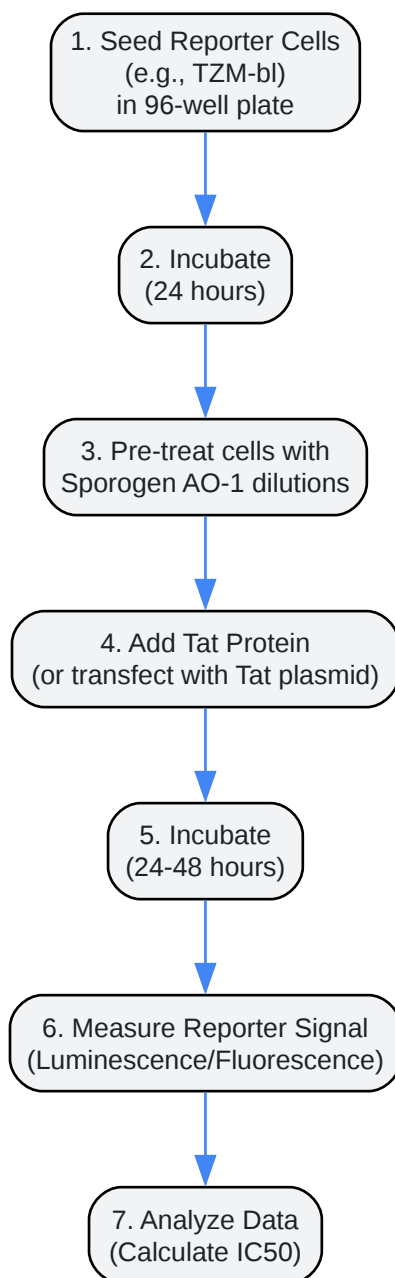 1. Seed Reporter Cells
(e.g., TZM-bl)
in 96-well plate
2. Incubate
(24 hours)
3. Pre-treat cells with
Sporogen AO-1 dilutions
4. Add Tat Protein
(or transfect with Tat plasmid)
5. Incubate
(24-48 hours)
6. Measure Reporter Signal
(Luminescence/Fluorescence)
7. Analyze Data
(Calculate IC50)